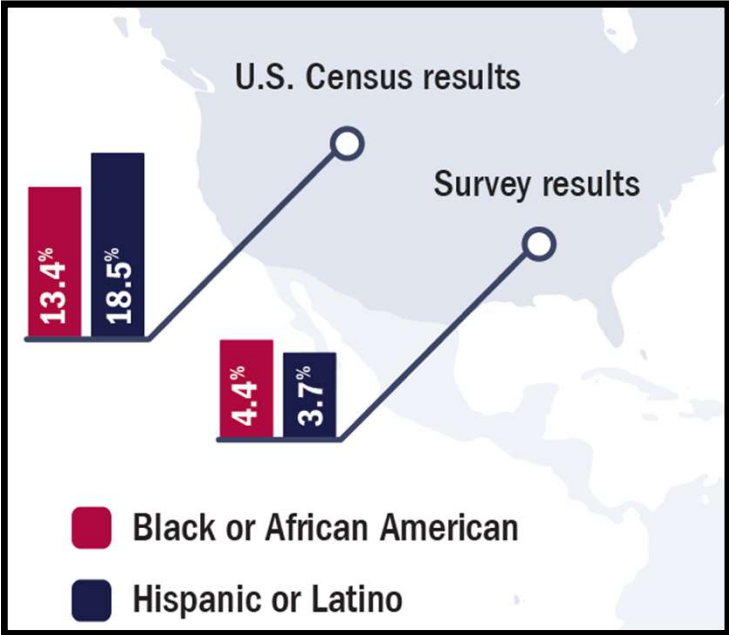 U.S. Census results
Survey results
13.4%
18.5%
4.4%
3.7%
Black or African American
Hispanic or Latino